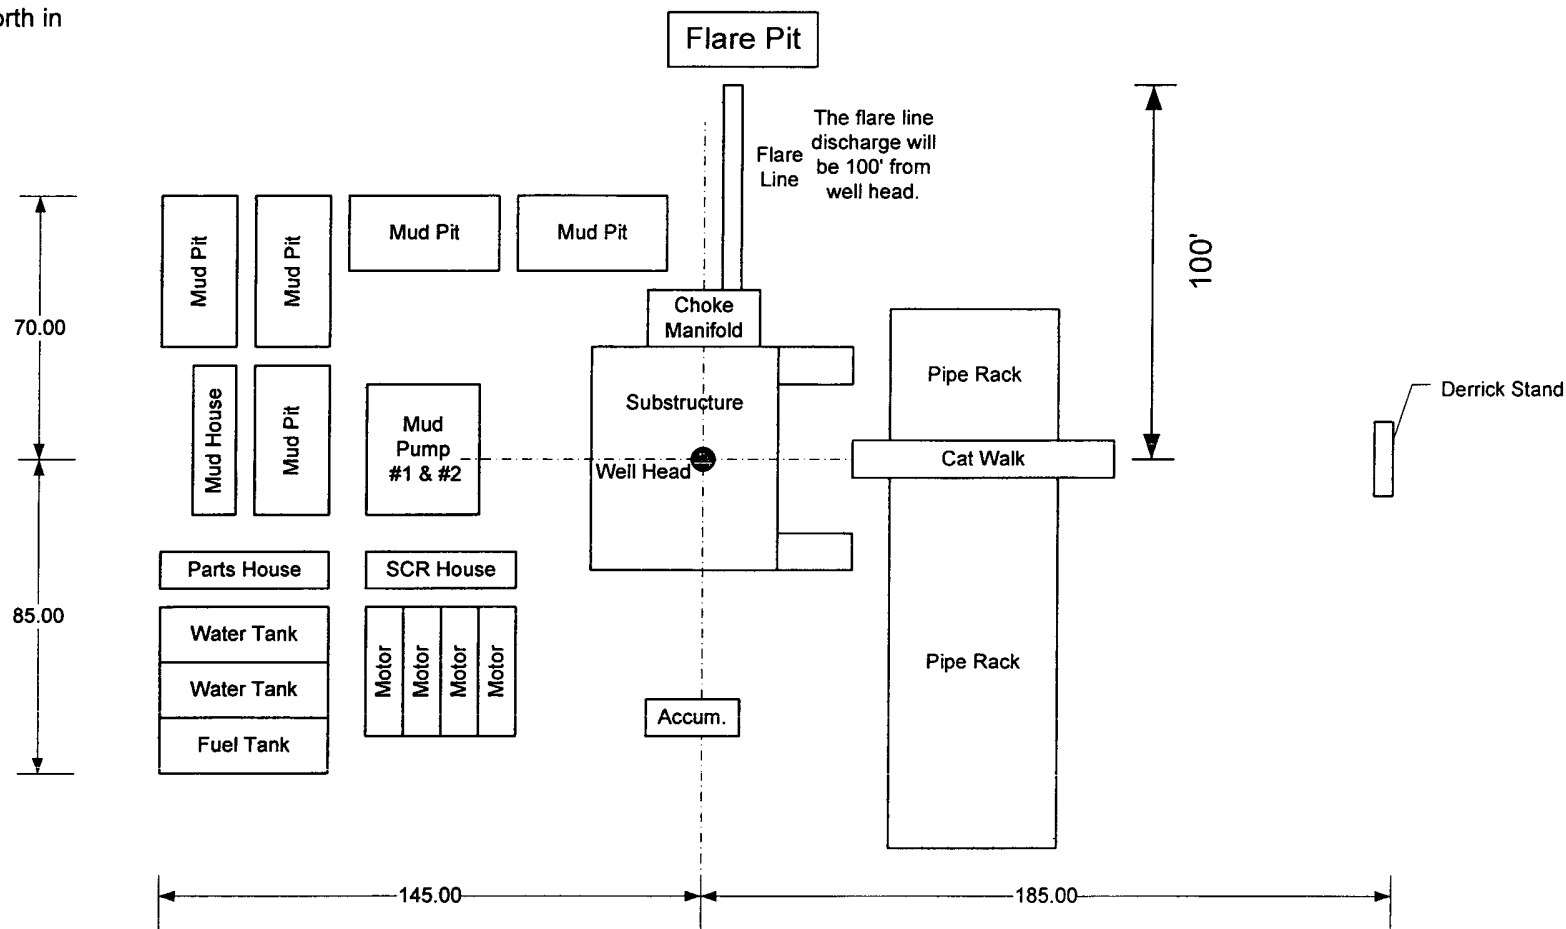 orth in
Flare Pit
The flare line
discharge will
be 100' from
well head.
Flare
Line
100'
Mud Pit
Mud Pit
Mud Pit
Mud Pit
70.00
Choke
Manifold
Pipe Rack
Derrick Stand
Mud House
Mud Pit
Mud
Pump
#1 & #2
Substructure
Well Head
Cat Walk
Parts House
SCR House
85.00
Water Tank
Water Tank
Fuel Tank
Motor
Motor
Motor
Motor
Pipe Rack
Accum.
145.00
185.00